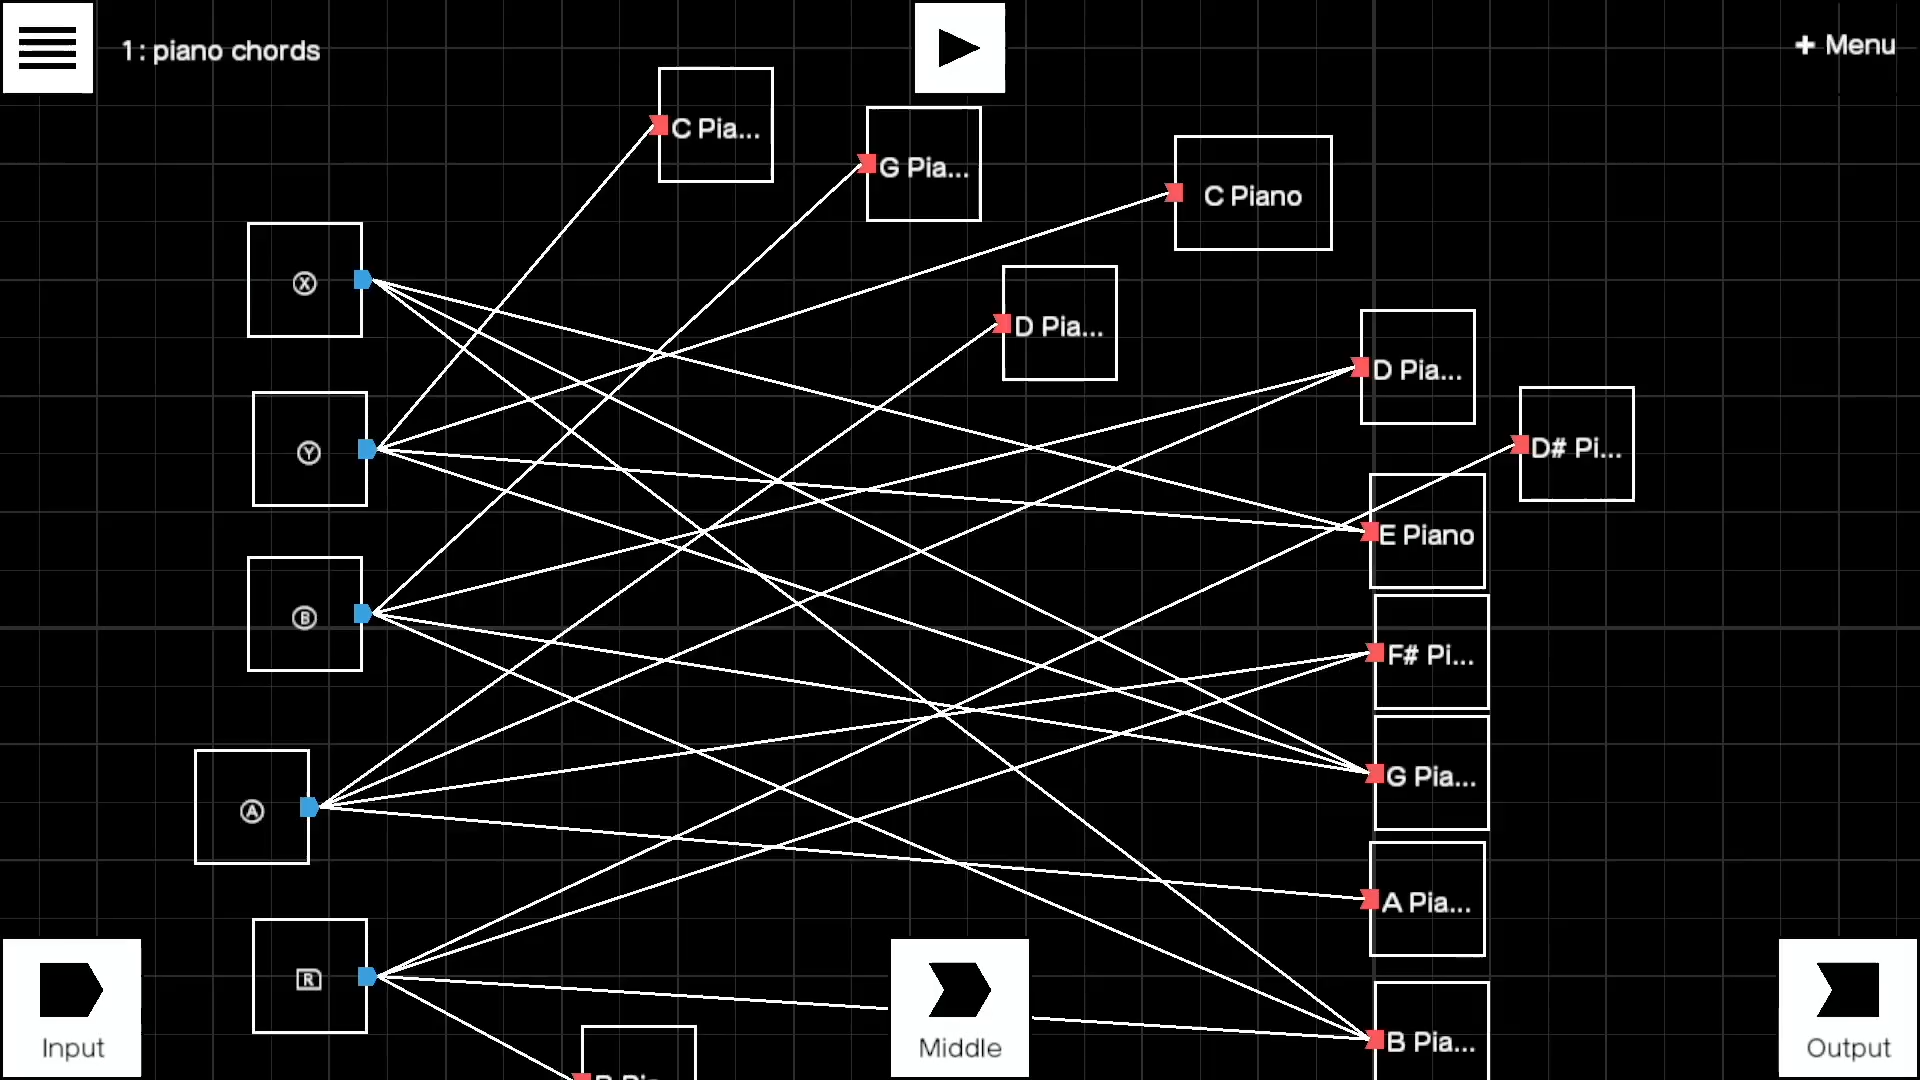 1: piano chords
+ Menu
C Pia...
G Pia...
C Piano
X
D Pia...
D Pia...
Y
D# Pi...
E Piano
B
F# Pi...
G Pia...
A
A Pia...
R
B Pia...
Input
Middle
Output